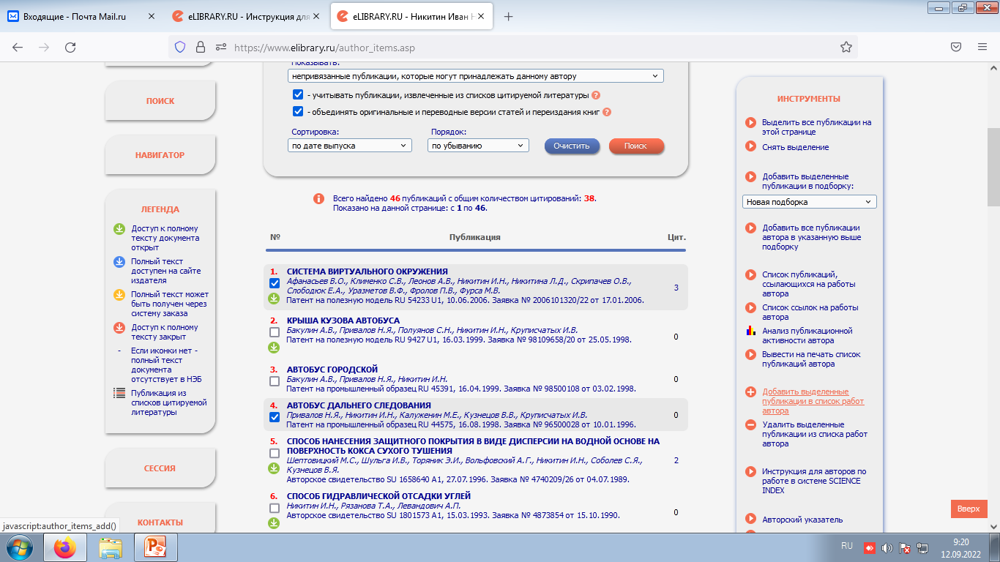 Входящие - Почта Mail.ru
eLIBRARY.RU - Инструкция для
eLIBRARY.RU - Никитин Иван Н
https://www.elibrary.ru/author_items.asp
ПОИСК
НАВИГАТОР
ЛЕГЕНДА
Доступ к полному
тексту документа
открыт
Полный текст
доступен на сайте
издателя
Полный текст может
быть получен через
систему заказа
Доступ к полному
тексту закрыт
- Если иконки нет -
полный текст
документа
отсутствует в НЭБ
Публикация из
списков цитируемой
литературы
СЕССИЯ
КОНТАКТЫ
Показывать:
непривязанные публикации, которые могут принадлежать данному автору
- учитывать публикации, извлеченные из списков цитируемой литературы ?
- объединять оригинальные и переводные версии статей и переиздания книг ?
Сортировка: Порядок:
по дате выпуска по убыванию Очистить Поиск
Всего найдено 46 публикаций с общим количеством цитирований: 38.
Показано на данной странице: с 1 по 46.
№ Публикация Цит.
1. СИСТЕМА ВИРТУАЛЬНОГО ОКРУЖЕНИЯ
Афанасьев В.О., Клименко С.В., Леонов А.В., Никитин И.Н., Никитина Л.Д., Скрипачев О.В.,
Слободюк Е.А., Уразметов В.Ф., Фролов П.В., Фурса М.В.
Патент на полезную модель RU 54233 U1, 10.06.2006. Заявка № 2006101320/22 от 17.01.2006.
3
2. КРЫША КУЗОВА АВТОБУСА
Бакулин А.В., Привалов Н.Я., Полуянов С.Н., Никитин И.Н., Круписчатых И.В.
Патент на полезную модель RU 9427 U1, 16.03.1999. Заявка № 98109658/20 от 25.05.1998.
0
3. АВТОБУС ГОРОДСКОЙ
Бакулин А.В., Привалов Н.Я., Никитин И.Н.
Патент на промышленный образец RU 45391, 16.04.1999. Заявка № 98500108 от 03.02.1998.
0
4. АВТОБУС ДАЛЬНЕГО СЛЕДОВАНИЯ
Привалов Н.Я., Никитин И.Н., Калуженин М.Е., Кузнецов В.В., Круписчатых И.В.
Патент на промышленный образец RU 44575, 16.08.1998. Заявка № 96500028 от 10.01.1996.
0
5. СПОСОБ НАНЕСЕНИЯ ЗАЩИТНОГО ПОКРЫТИЯ В ВИДЕ ДИСПЕРСИИ НА ВОДНОЙ ОСНОВЕ НА
ПОВЕРХНОСТЬ КОКСА СУХОГО ТУШЕНИЯ
Шептовицкий М.С., Шульга И.В., Торяник Э.И., Вольфовский А.Г., Никитин И.Н., Соболев С.Я.,
Кузнецов В.Я.
Авторское свидетельство SU 1658640 A1, 27.07.1996. Заявка № 4740209/26 от 04.07.1989.
2
6. СПОСОБ ГИДРАВЛИЧЕСКОЙ ОТСАДКИ УГЛЕЙ
Никитин И.Н., Рязанова Т.А., Левандович А.П.
Авторское свидетельство SU 1801573 A1, 15.03.1993. Заявка № 4873854 от 15.10.1990.
0
ИНСТРУМЕНТЫ
Выделить все публикации на
этой странице
Снять выделение
Добавить выделенные
публикации в подборку:
Новая подборка
Добавить все публикации
автора в указанную выше
подборку
Список публикаций,
ссылающихся на работы
автора
Список ссылок на работы
автора
Анализ публикационной
активности автора
Вывести на печать список
публикаций автора
Добавить выделенные
публикации в список работ
автора
Удалить выделенные
публикации из списка работ
автора
Инструкция для авторов по
работе в системе SCIENCE
INDEX
Авторский указатель
Вверх
javascript:author_items_add()
RU
9:20
12.09.2022